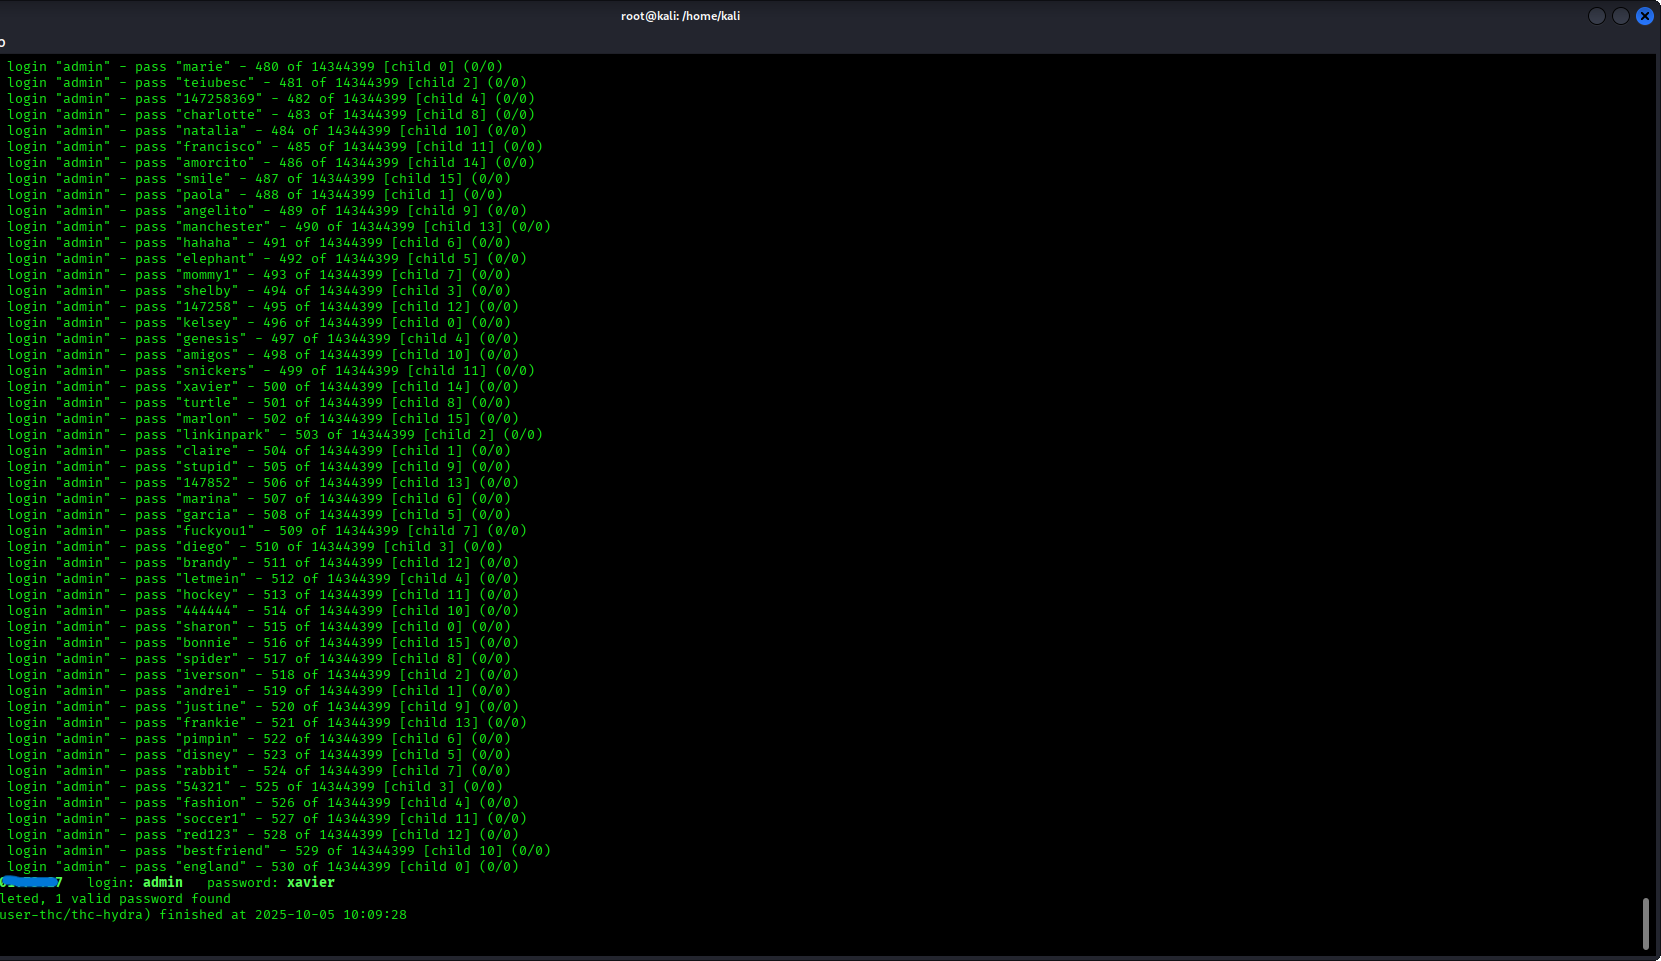 root@kali: /home/kali
login "admin" - pass "marie" - 480 of 14344399 [child 0] (0/0)
login "admin" - pass "teiubesc" - 481 of 14344399 [child 2] (0/0)
login "admin" - pass "147258369" - 482 of 14344399 [child 4] (0/0)
login "admin" - pass "charlotte" - 483 of 14344399 [child 8] (0/0)
login "admin" - pass "natalia" - 484 of 14344399 [child 10] (0/0)
login "admin" - pass "francisco" - 485 of 14344399 [child 11] (0/0)
login "admin" - pass "amorcito" - 486 of 14344399 [child 14] (0/0)
login "admin" - pass "smile" - 487 of 14344399 [child 15] (0/0)
login "admin" - pass "paola" - 488 of 14344399 [child 1] (0/0)
login "admin" - pass "angelito" - 489 of 14344399 [child 9] (0/0)
login "admin" - pass "manchester" - 490 of 14344399 [child 13] (0/0)
login "admin" - pass "hahaha" - 491 of 14344399 [child 6] (0/0)
login "admin" - pass "elephant" - 492 of 14344399 [child 5] (0/0)
login "admin" - pass "mommy1" - 493 of 14344399 [child 7] (0/0)
login "admin" - pass "shelby" - 494 of 14344399 [child 3] (0/0)
login "admin" - pass "147258" - 495 of 14344399 [child 12] (0/0)
login "admin" - pass "kelsey" - 496 of 14344399 [child 0] (0/0)
login "admin" - pass "genesis" - 497 of 14344399 [child 4] (0/0)
login "admin" - pass "amigos" - 498 of 14344399 [child 10] (0/0)
login "admin" - pass "snickers" - 499 of 14344399 [child 11] (0/0)
login "admin" - pass "xavier" - 500 of 14344399 [child 14] (0/0)
login "admin" - pass "turtle" - 501 of 14344399 [child 8] (0/0)
login "admin" - pass "marlon" - 502 of 14344399 [child 15] (0/0)
login "admin" - pass "linkinpark" - 503 of 14344399 [child 2] (0/0)
login "admin" - pass "claire" - 504 of 14344399 [child 1] (0/0)
login "admin" - pass "stupid" - 505 of 14344399 [child 9] (0/0)
login "admin" - pass "147852" - 506 of 14344399 [child 13] (0/0)
login "admin" - pass "marina" - 507 of 14344399 [child 6] (0/0)
login "admin" - pass "garcia" - 508 of 14344399 [child 5] (0/0)
login "admin" - pass "fuckyou1" - 509 of 14344399 [child 7] (0/0)
login "admin" - pass "diego" - 510 of 14344399 [child 3] (0/0)
login "admin" - pass "brandy" - 511 of 14344399 [child 12] (0/0)
login "admin" - pass "letmein" - 512 of 14344399 [child 4] (0/0)
login "admin" - pass "hockey" - 513 of 14344399 [child 11] (0/0)
login "admin" - pass "444444" - 514 of 14344399 [child 10] (0/0)
login "admin" - pass "sharon" - 515 of 14344399 [child 0] (0/0)
login "admin" - pass "bonnie" - 516 of 14344399 [child 15] (0/0)
login "admin" - pass "spider" - 517 of 14344399 [child 8] (0/0)
login "admin" - pass "iverson" - 518 of 14344399 [child 2] (0/0)
login "admin" - pass "andrei" - 519 of 14344399 [child 1] (0/0)
login "admin" - pass "justine" - 520 of 14344399 [child 9] (0/0)
login "admin" - pass "frankie" - 521 of 14344399 [child 13] (0/0)
login "admin" - pass "pimpin" - 522 of 14344399 [child 6] (0/0)
login "admin" - pass "disney" - 523 of 14344399 [child 5] (0/0)
login "admin" - pass "rabbit" - 524 of 14344399 [child 7] (0/0)
login "admin" - pass "54321" - 525 of 14344399 [child 3] (0/0)
login "admin" - pass "fashion" - 526 of 14344399 [child 4] (0/0)
login "admin" - pass "soccer1" - 527 of 14344399 [child 11] (0/0)
login "admin" - pass "red123" - 528 of 14344399 [child 12] (0/0)
login "admin" - pass "bestfriend" - 529 of 14344399 [child 10] (0/0)
login "admin" - pass "england" - 530 of 14344399 [child 0] (0/0)
login: admin password: xavier
leted, 1 valid password found
user-thc/thc-hydra) finished at 2025-10-05 10:09:28